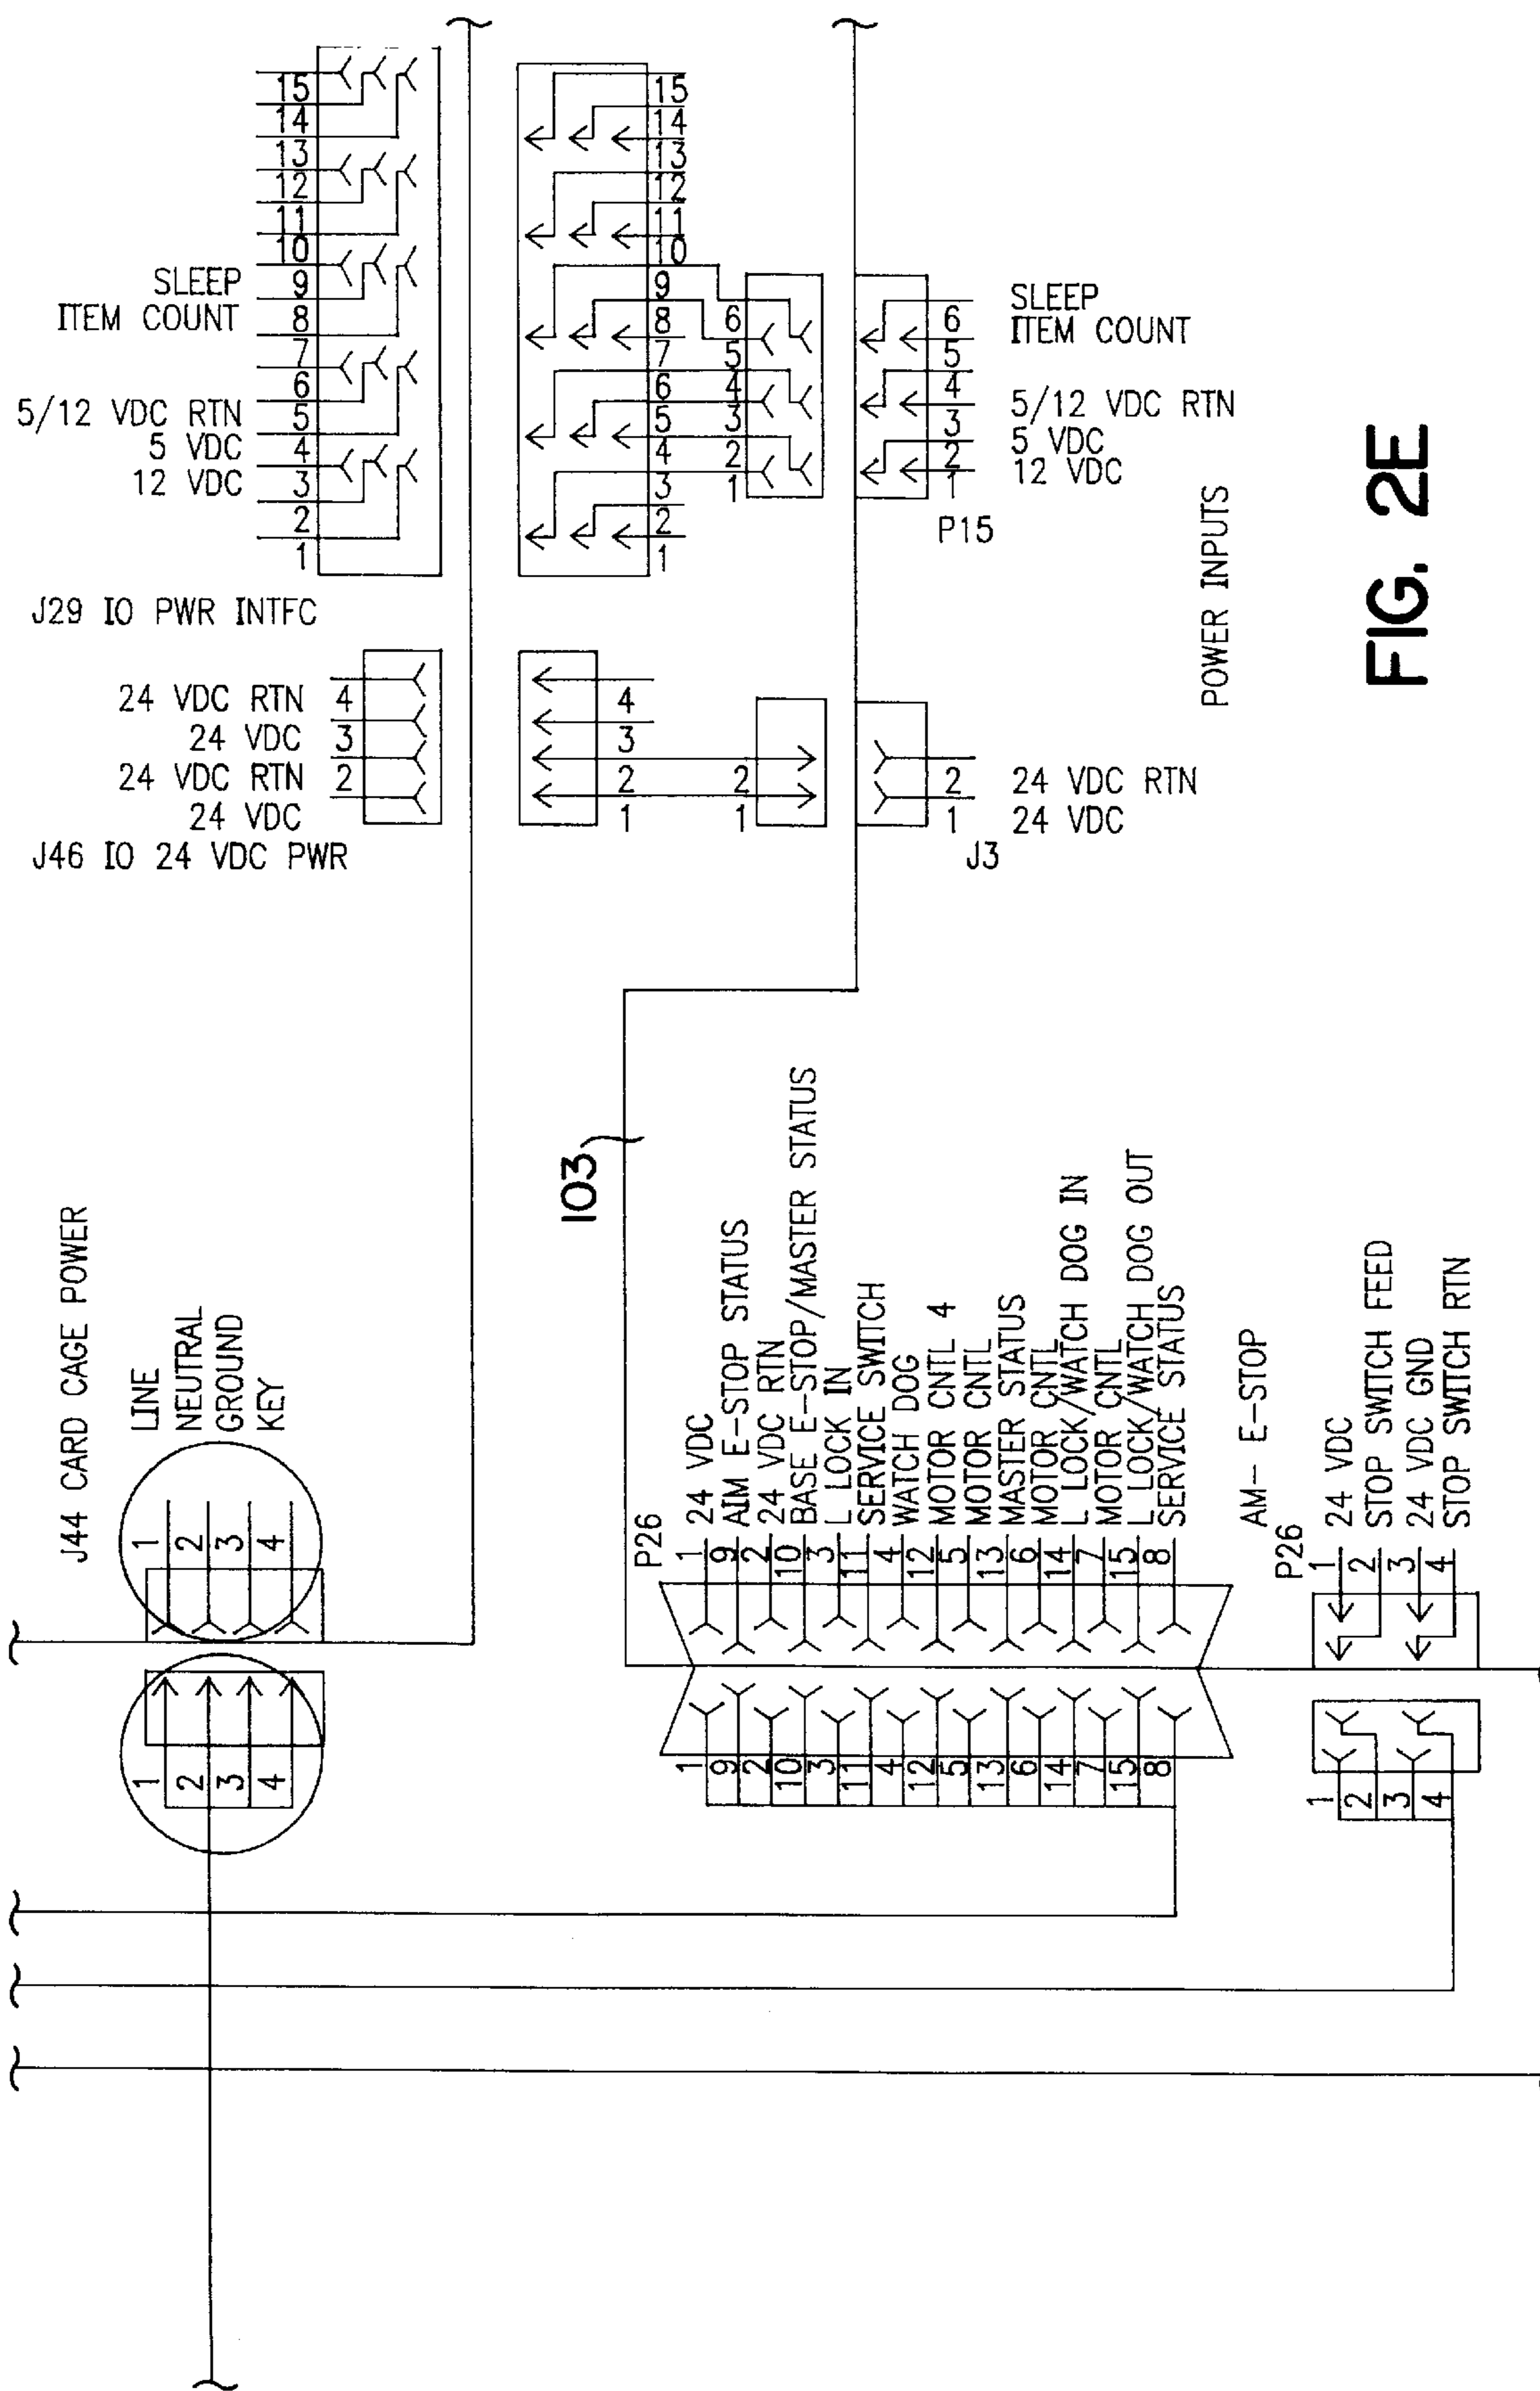 J44 CARD CAGE POWER
LINE
NEUTRAL
GROUND
KEY
1
2
3
4
1
2
3
4
SLEEP
ITEM COUNT
5/12 VDC RTN
5 VDC
12 VDC
15
14
13
12
11
10
9
8
7
6
5
4
3
2
1
J29 IO PWR INTFC
24 VDC RTN 4
24 VDC 3
24 VDC RTN 2
24 VDC
J46 IO 24 VDC PWR
15
14
13
12
11
10
9
8
7
6
5
4
3
2
1
6
5
4
3
2
1
4
3
2
1
2
1
6 SLEEP
5 ITEM COUNT
4
3 5/12 VDC RTN
2 5 VDC
1 12 VDC
P15
2 24 VDC RTN
1 24 VDC
J3
POWER INPUTS
103
P26
1 24 VDC
9 AIM E-STOP STATUS
2 24 VDC RTN
10 BASE E-STOP/MASTER STATUS
3 L LOCK IN
11 SERVICE SWITCH
4 WATCH DOG
12 MOTOR CNTL 4
5 MOTOR CNTL
13 MASTER STATUS
6 MOTOR CNTL
14 L LOCK/WATCH DOG IN
7 MOTOR CNTL
15 L LOCK/WATCH DOG OUT
8 SERVICE STATUS
1
9
2
10
3
11
4
12
5
13
6
14
7
15
8
AM- E-STOP
P26
1 24 VDC
2 STOP SWITCH FEED
3 24 VDC GND
4 STOP SWITCH RTN
1
2
3
4
FIG. 2E